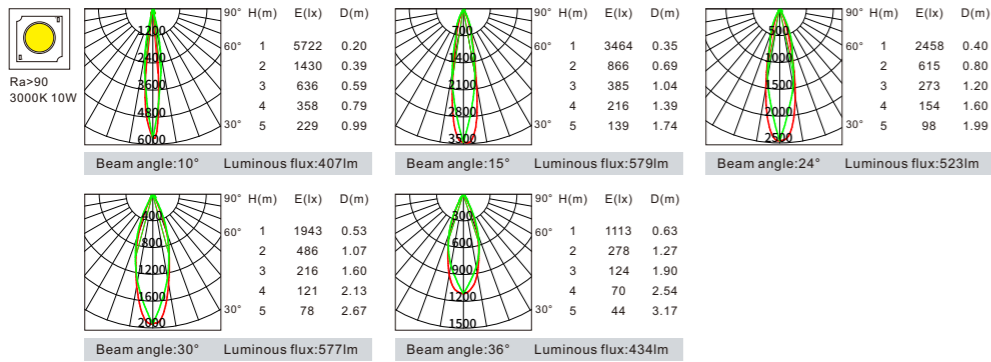 Ra>90
3000K 10W
90° H(m) E(lx) D(m)
60°
30°
1200
2400
3600
4800
6000
1 5722 0.20
2 1430 0.39
3 636 0.59
4 358 0.79
5 229 0.99
Beam angle:10° Luminous flux:407lm
90° H(m) E(lx) D(m)
60°
30°
700
1400
2100
2800
3500
1 3464 0.35
2 866 0.69
3 385 1.04
4 216 1.39
5 139 1.74
Beam angle:15° Luminous flux:579lm
90° H(m) E(lx) D(m)
60°
30°
500
1000
1500
2000
2500
1 2458 0.40
2 615 0.80
3 273 1.20
4 154 1.60
5 98 1.99
Beam angle:24° Luminous flux:523lm
90° H(m) E(lx) D(m)
60°
30°
400
800
1200
1600
2000
1 1943 0.53
2 486 1.07
3 216 1.60
4 121 2.13
5 78 2.67
Beam angle:30° Luminous flux:577lm
90° H(m) E(lx) D(m)
60°
30°
300
600
900
1200
1500
1 1113 0.63
2 278 1.27
3 124 1.90
4 70 2.54
5 44 3.17
Beam angle:36° Luminous flux:434lm